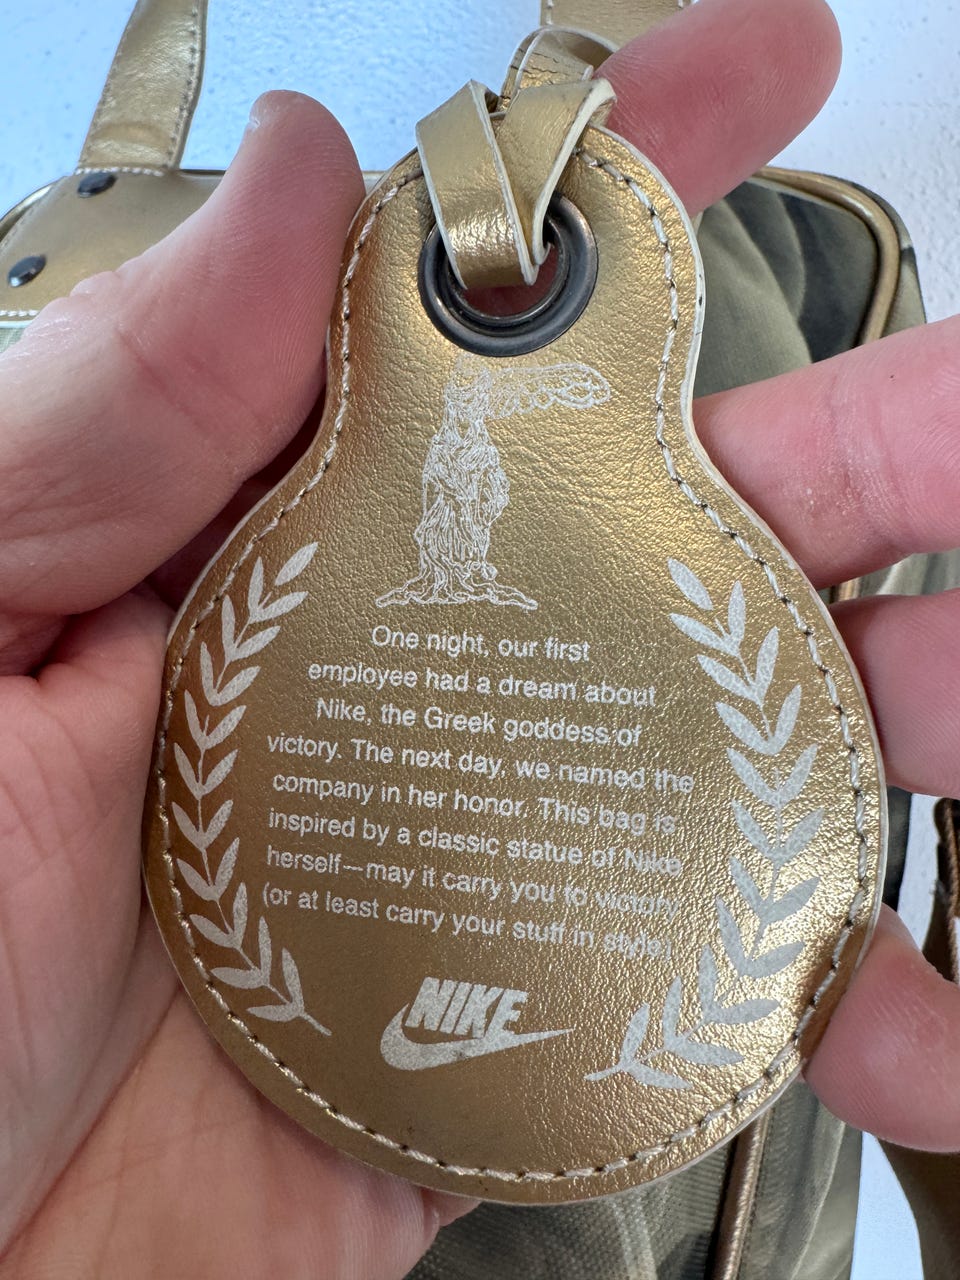 One night, our first
employee had a dream about
Nike, the Greek goddess of
victory. The next day, we named the
company in her honor. This bag is
inspired by a classic statue of Nike
herself—may it carry you to victory
(or at least carry your stuff in style).
NIKE